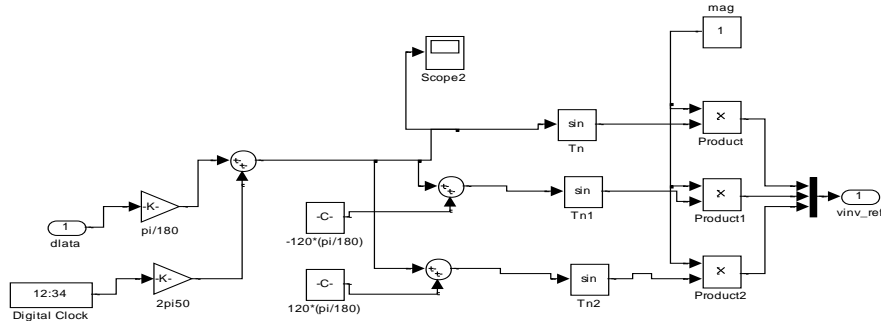 mag
1
Scope2
sin
Tn
×
Product
1
dlata
-K-
pi/180
-C-
-120*(pi/180)
sin
Tn1
×
Product1
1
vinv_ref
12:34
Digital Clock
-K-
2pi50
-C-
120*(pi/180)
sin
Tn2
×
Product2